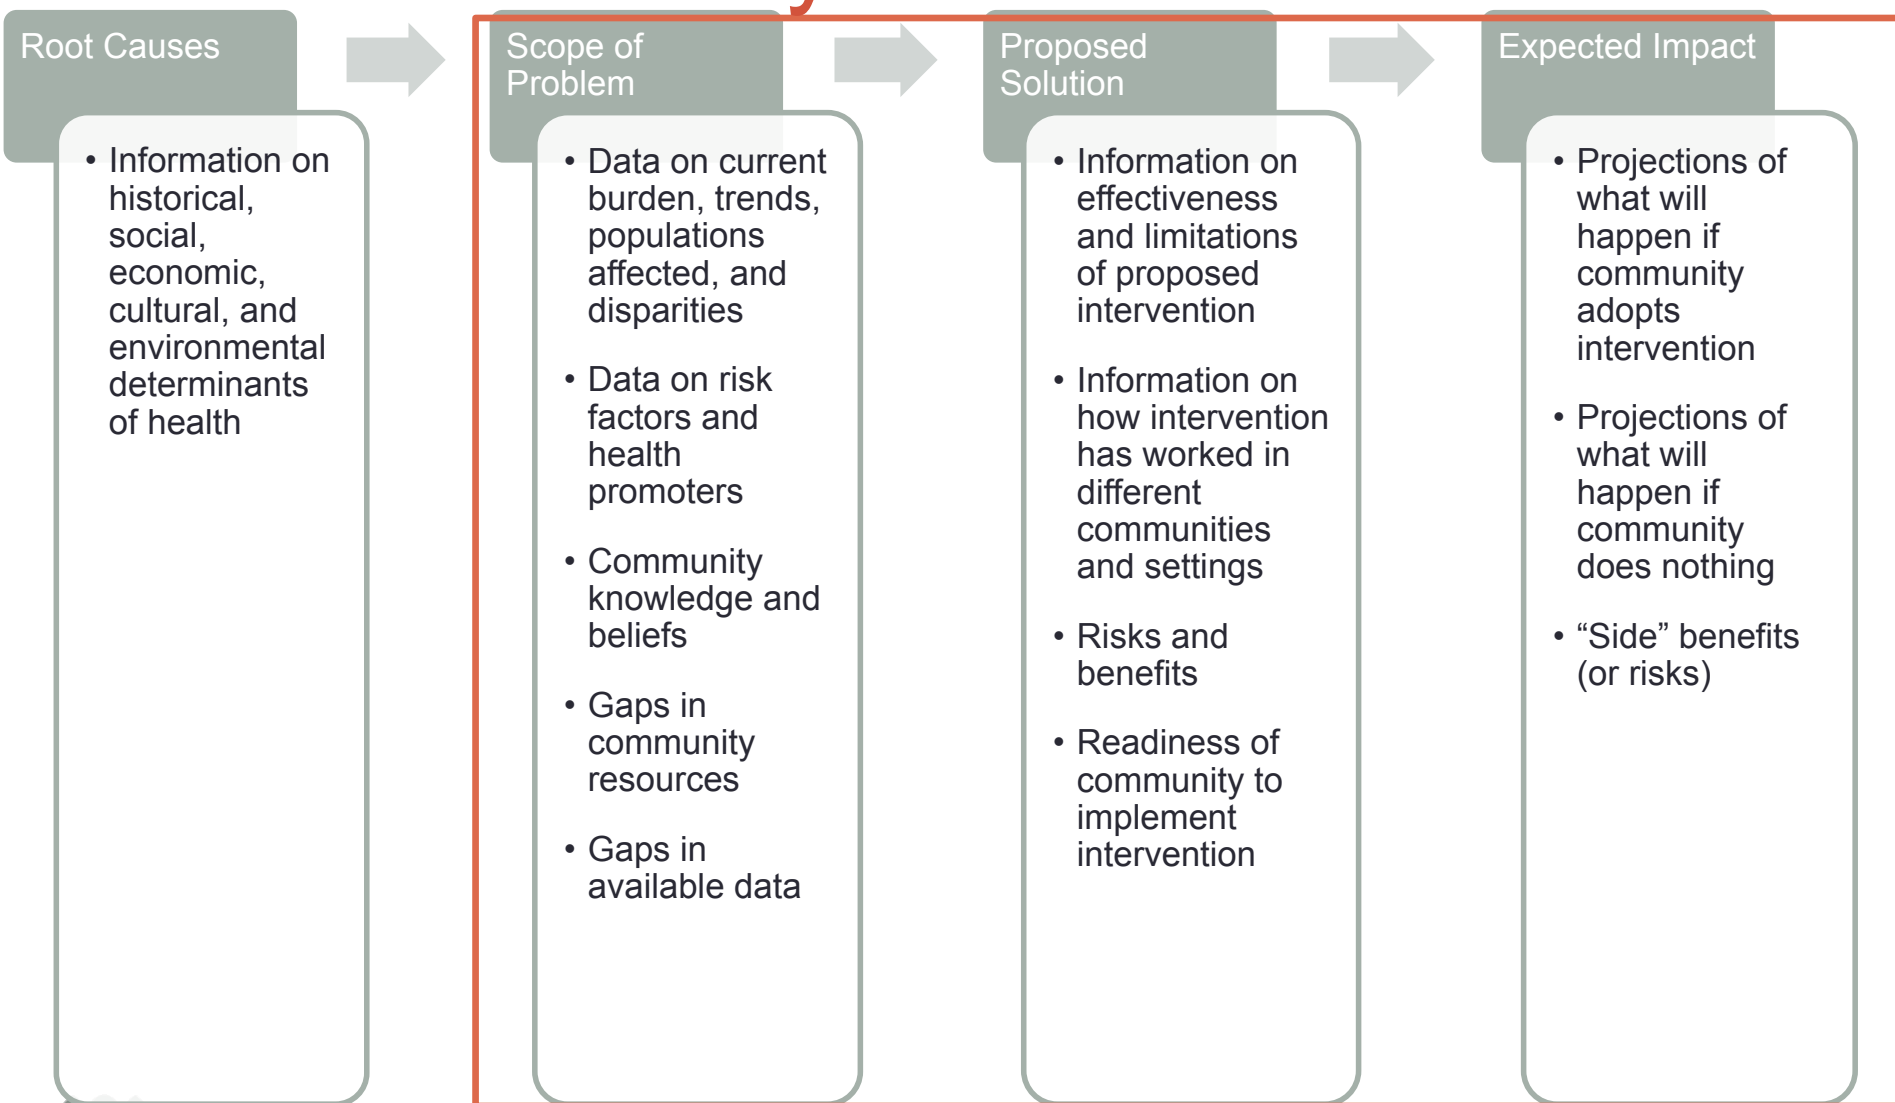 Root Causes
• Information on
historical,
social,
economic,
cultural, and
environmental
determinants
of health
Scope of
Problem
• Data on current
burden, trends,
populations
affected, and
disparities
• Data on risk
factors and
health
promoters
• Community
knowledge and
beliefs
• Gaps in
community
resources
• Gaps in
available data
Proposed
Solution
• Information on
effectiveness
and limitations
of proposed
intervention
• Information on
how intervention
has worked in
different
communities
and settings
• Risks and
benefits
• Readiness of
community to
implement
intervention
Expected Impact
• Projections of
what will
happen if
community
adopts
intervention
• Projections of
what will
happen if
community
does nothing
• “Side” benefits
(or risks)